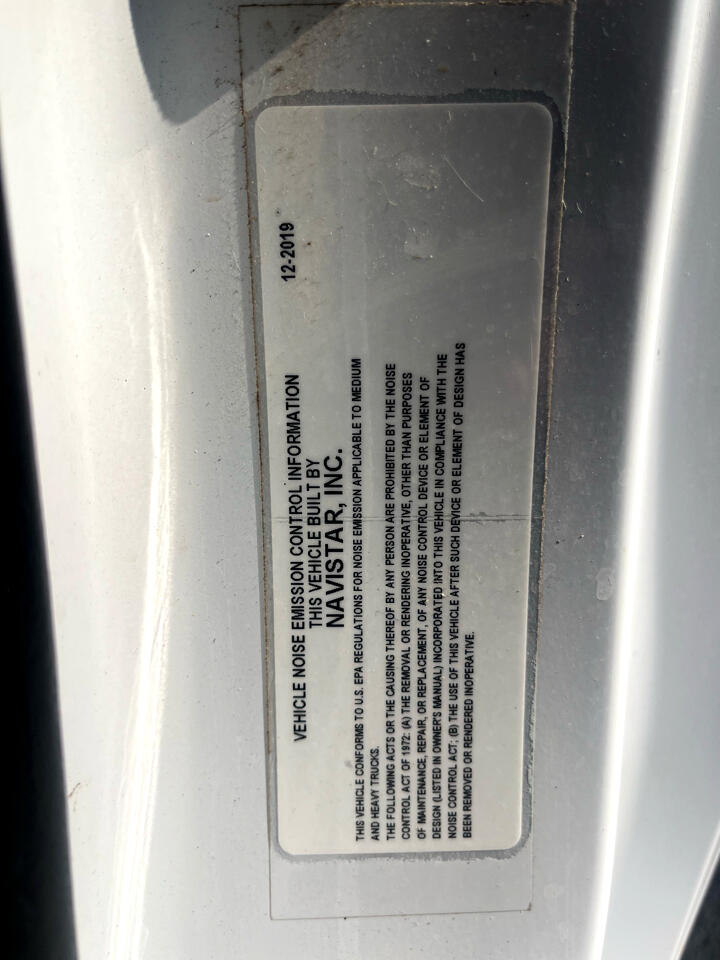 12-2019
VEHICLE NOISE EMISSION CONTROL INFORMATION
THIS VEHICLE BUILT BY
NAVISTAR, INC.
THIS VEHICLE CONFORMS TO U.S. EPA REGULATIONS FOR NOISE EMISSION APPLICABLE TO MEDIUM
AND HEAVY TRUCKS.
THE FOLLOWING ACTS OR THE CAUSING THEREOF BY ANY PERSON ARE PROHIBITED BY THE NOISE
CONTROL ACT OF 1972: (A) THE REMOVAL OR RENDERING INOPERATIVE, OTHER THAN PURPOSES
OF MAINTENANCE, REPAIR, OR REPLACEMENT, OF ANY NOISE CONTROL DEVICE OR ELEMENT OF
DESIGN (LISTED IN OWNER'S MANUAL) INCORPORATED INTO THIS VEHICLE IN COMPLIANCE WITH THE
NOISE CONTROL ACT; (B) THE USE OF THIS VEHICLE AFTER SUCH DEVICE OR ELEMENT OF DESIGN HAS
BEEN REMOVED OR RENDERED INOPERATIVE.